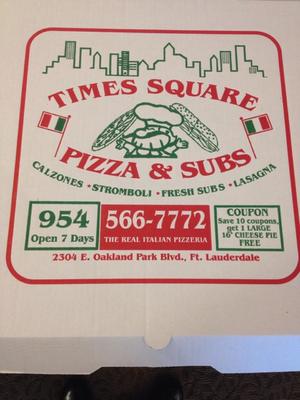 TIMES SQUARE
PIZZA & SUBS
CALZONES • STROMBOLI • FRESH SUBS • LASAGNA
954
Open 7 Days
566-7772
THE REAL ITALIAN PIZZERIA
COUPON
Save 10 coupons,
get 1 LARGE
16" CHEESE PIE
FREE
2304 E. Oakland Park Blvd., Ft. Lauderdale